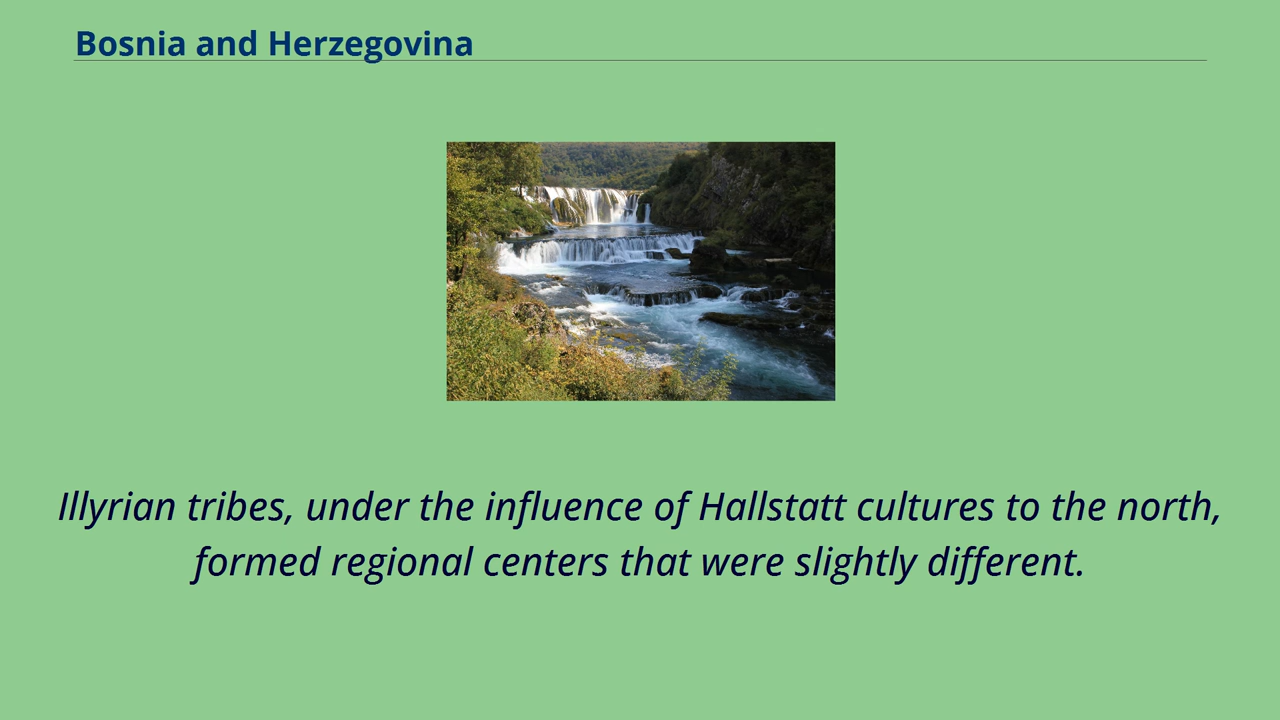 Bosnia and Herzegovina
Illyrian tribes, under the influence of Hallstatt cultures to the north,
formed regional centers that were slightly different.